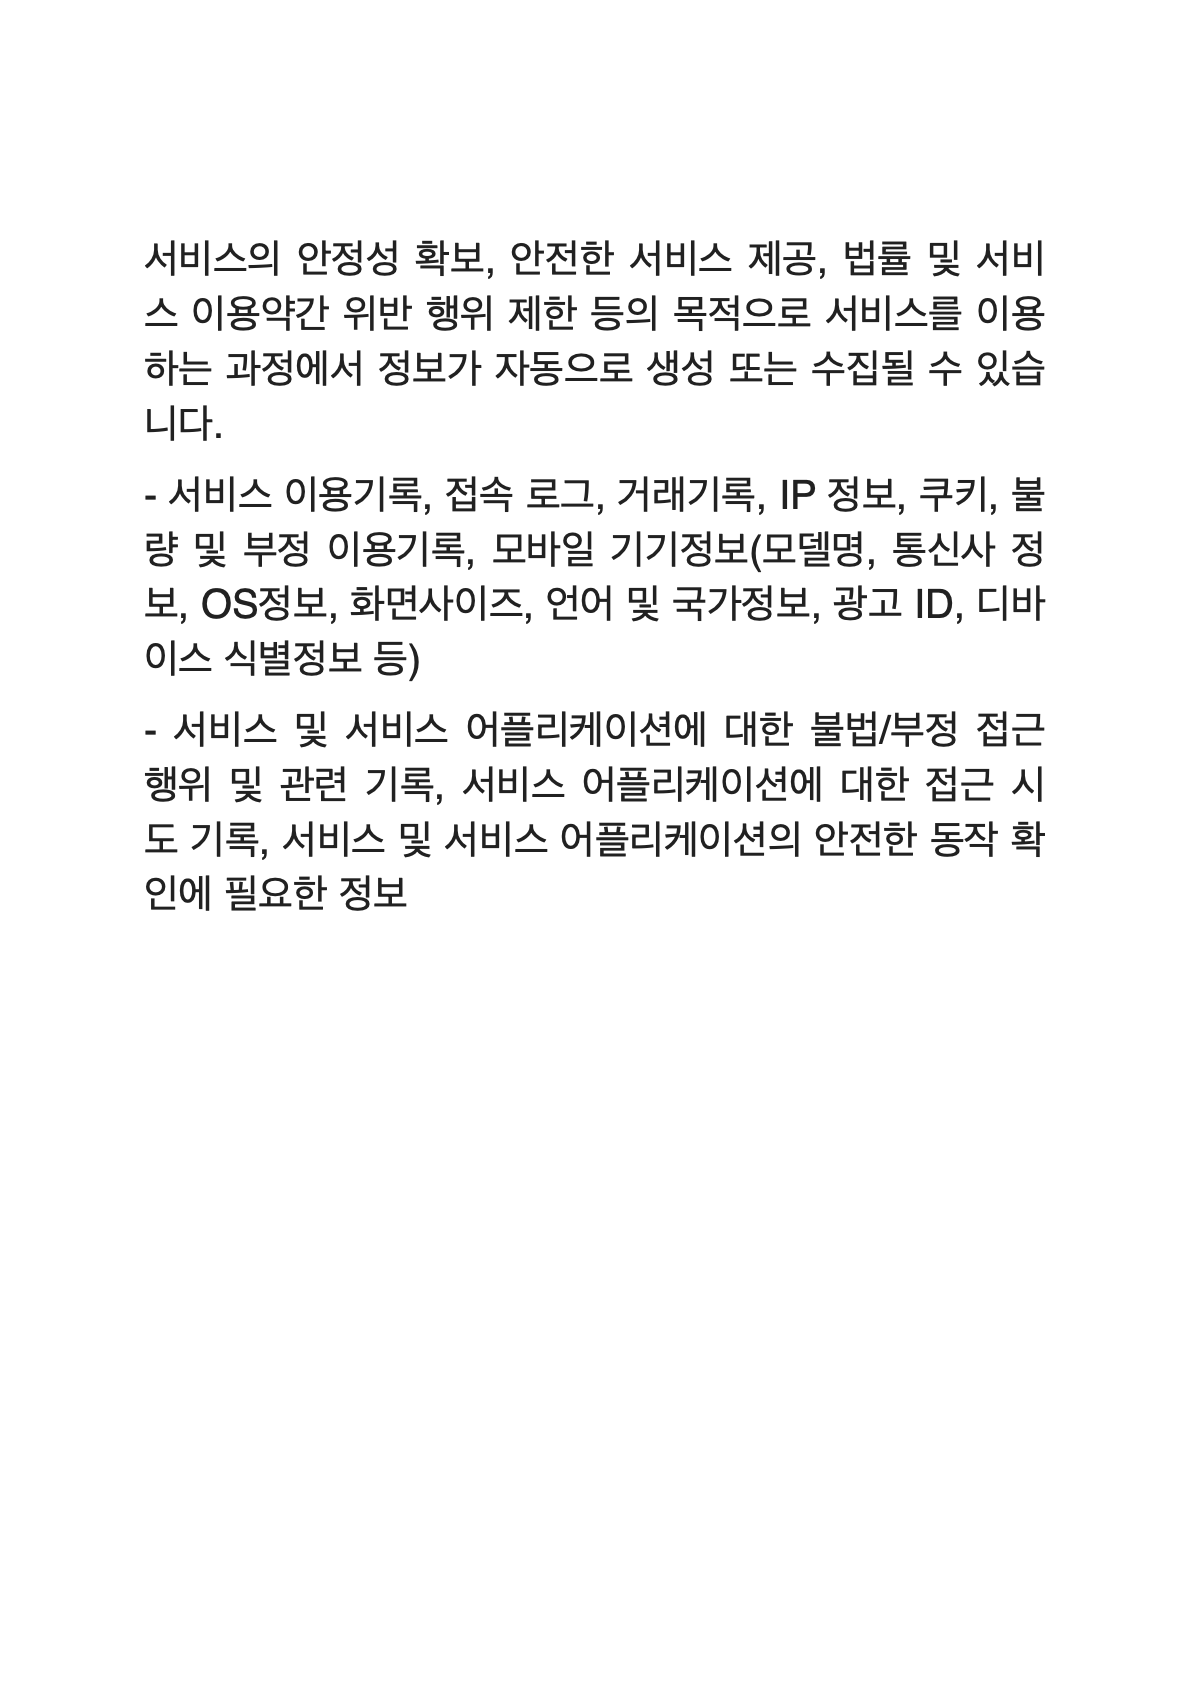 서비스의 안정성 확보, 안전한 서비스 제공, 법률 및 서비
스 이용약간 위반 행위 제한 등의 목적으로 서비스를 이용
하는 과정에서 정보가 자동으로 생성 또는 수집될 수 있습
니다.
- 서비스 이용기록, 접속 로그, 거래기록, IP 정보, 쿠키, 불
량 및 부정 이용기록, 모바일 기기정보(모델명, 통신사 정
보, OS정보, 화면사이즈, 언어 및 국가정보, 광고 ID, 디바
이스 식별정보 등)
- 서비스 및 서비스 어플리케이션에 대한 불법/부정 접근
행위 및 관련 기록, 서비스 어플리케이션에 대한 접근 시
도 기록, 서비스 및 서비스 어플리케이션의 안전한 동작 확
인에 필요한 정보